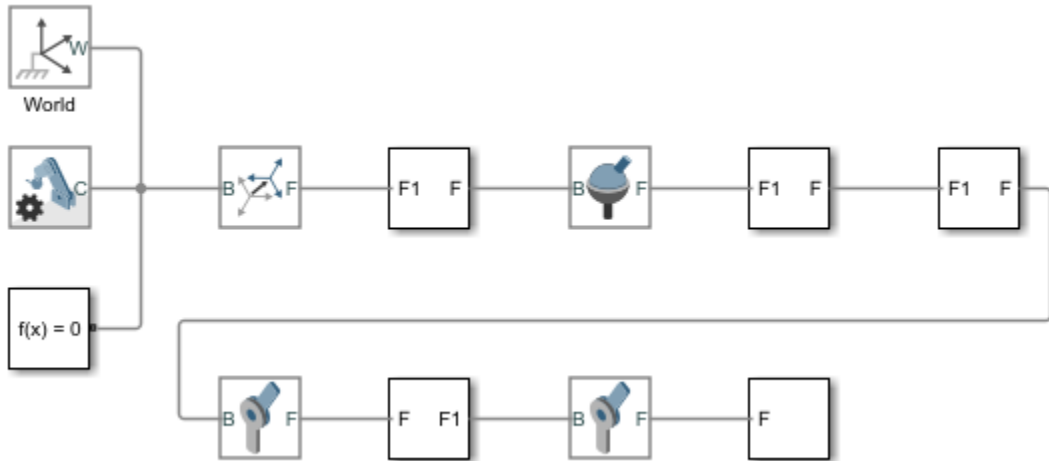 W
World
C
B F F1 F B F F1 F F1 F
f(x) = 0
B F F F1 B F F